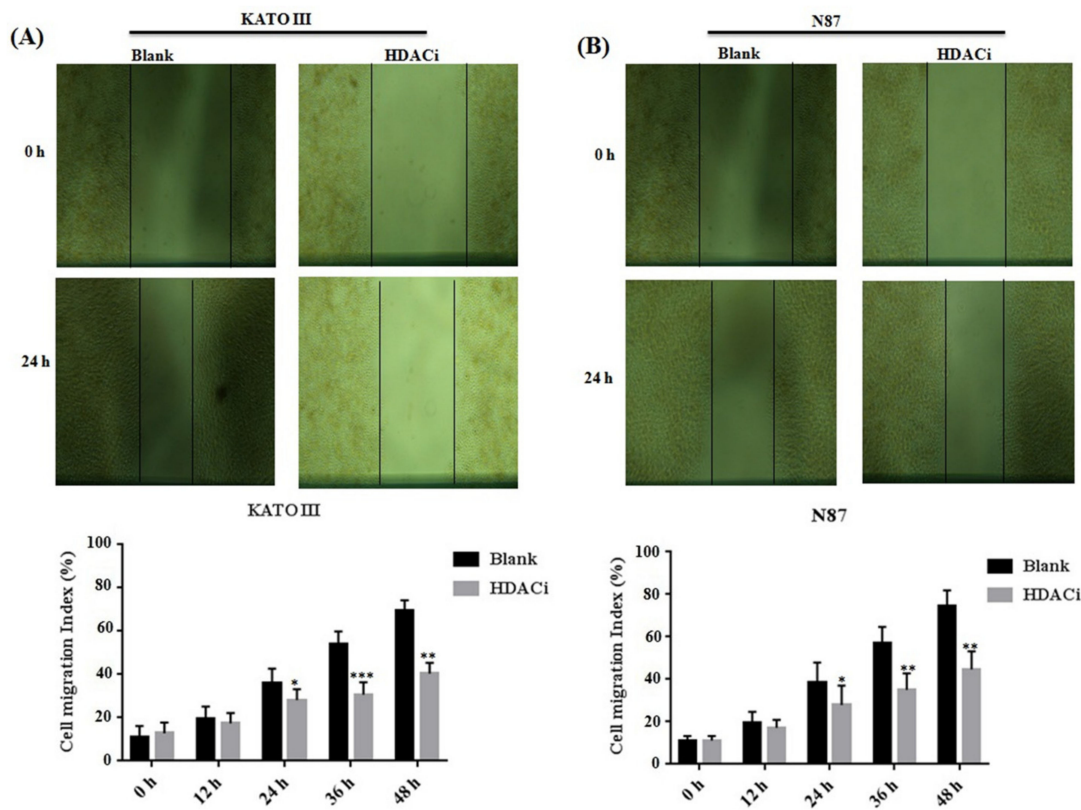 (A)
KATO III
Blank
HDACi
0 h
24 h
KATO III
Cell migration Index (%)
100
80
60
40
20
0
Blank
HDACi
*
***
**
0 h
12 h
24 h
36 h
48 h
(B)
N87
Blank
HDACi
0 h
24 h
N87
Cell migration Index (%)
100
80
60
40
20
0
Blank
HDACi
*
**
**
0 h
12 h
24 h
36 h
48 h